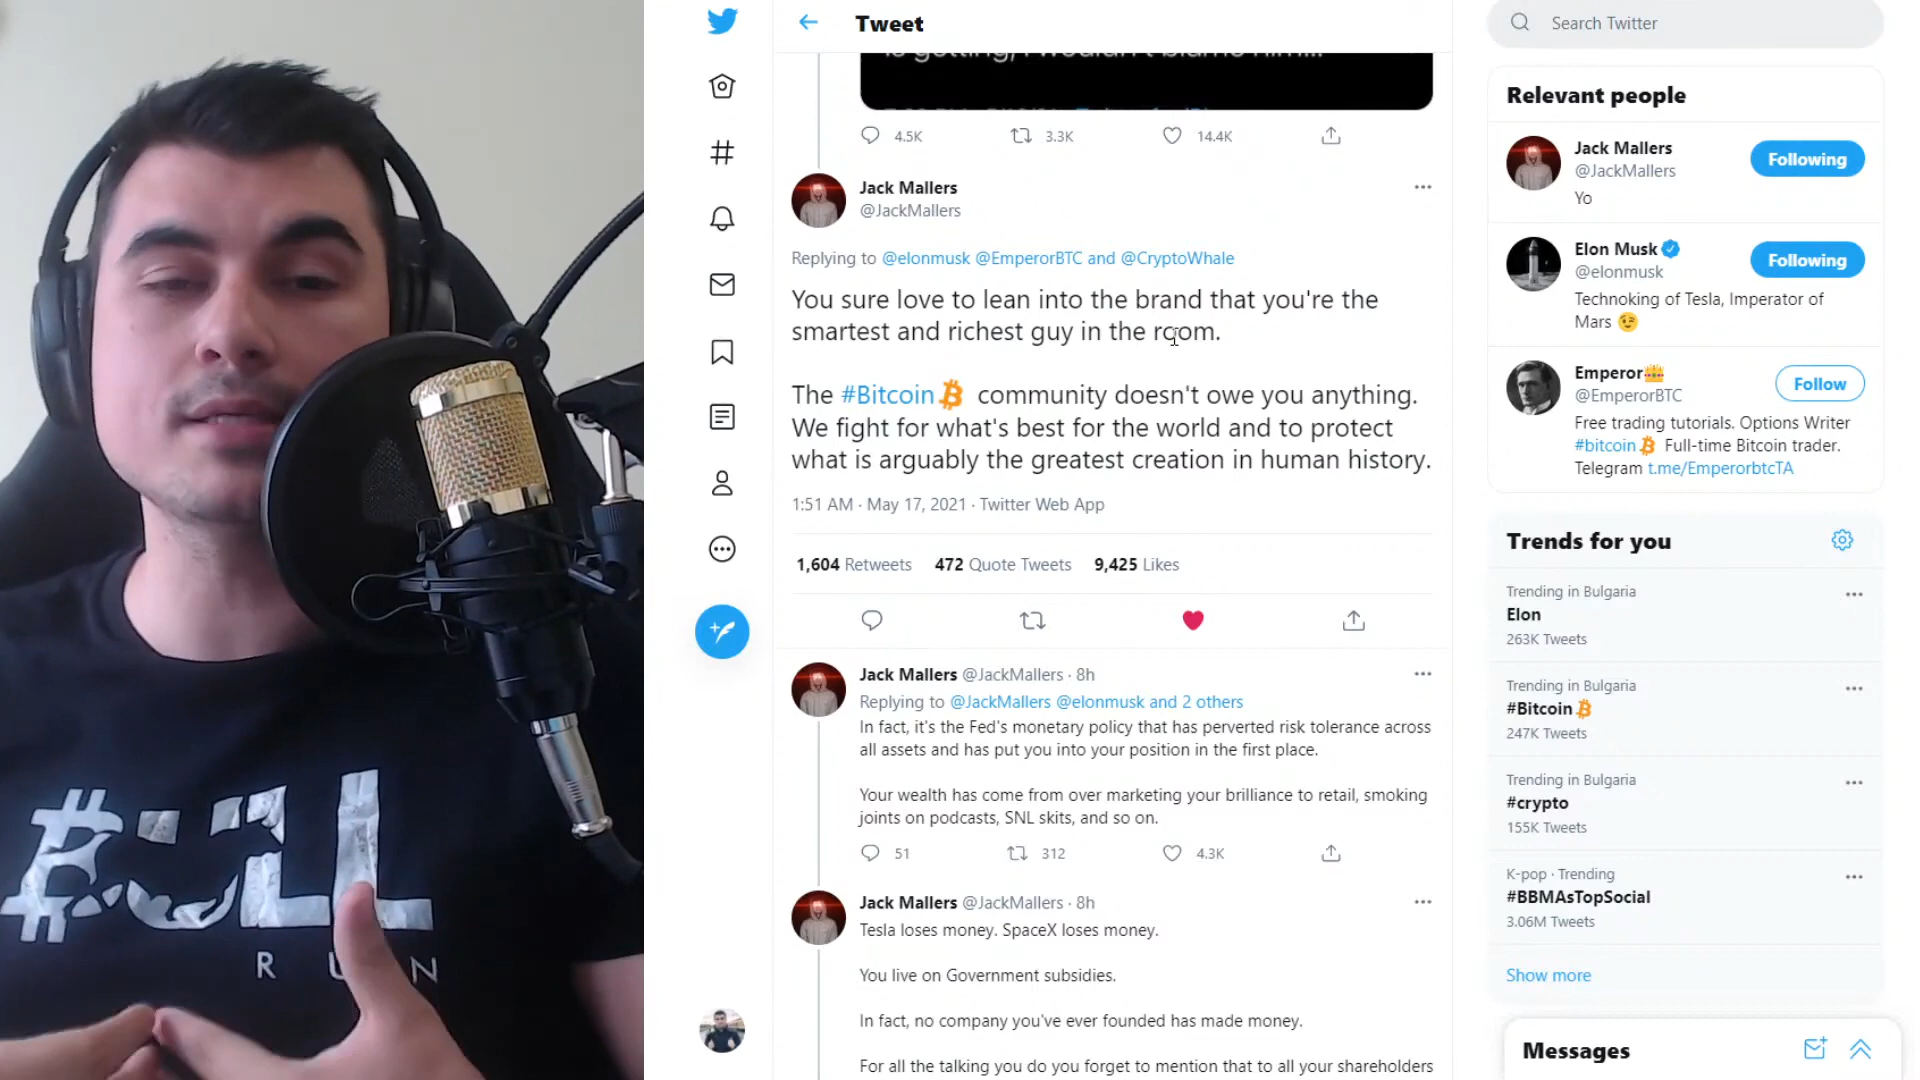 Tweet
is getting, I wouldn't blame him...
4.5K 3.3K 14.4K
Jack Mallers
@JackMallers
Replying to @elonmusk @EmperorBTC and @CryptoWhale
You sure love to lean into the brand that you're the
smartest and richest guy in the room.
The #Bitcoin community doesn't owe you anything.
We fight for what's best for the world and to protect
what is arguably the greatest creation in human history.
1:51 AM · May 17, 2021 · Twitter Web App
1,604 Retweets 472 Quote Tweets 9,425 Likes
Jack Mallers @JackMallers · 8h
Replying to @JackMallers @elonmusk and 2 others
In fact, it's the Fed's monetary policy that has perverted risk tolerance across
all assets and has put you into your position in the first place.
Your wealth has come from over marketing your brilliance to retail, smoking
joints on podcasts, SNL skits, and so on.
51 312 4.3K
Jack Mallers @JackMallers · 8h
Tesla loses money. SpaceX loses money.
You live on Government subsidies.
In fact, no company you've ever founded has made money.
For all the talking you do you forget to mention that to all your shareholders
Search Twitter
Relevant people
Jack Mallers
@JackMallers
Following
Yo
Elon Musk
@elonmusk
Following
Technoking of Tesla, Imperator of
Mars 😉
Emperor👑
@EmperorBTC
Follow
Free trading tutorials. Options Writer
#bitcoin Full-time Bitcoin trader.
Telegram t.me/EmperorbtcTA
Trends for you
Trending in Bulgaria
Elon
263K Tweets
Trending in Bulgaria
#Bitcoin
247K Tweets
Trending in Bulgaria
#crypto
155K Tweets
K-pop · Trending
#BBMAsTopSocial
3.06M Tweets
Show more
Messages
BULL
RUN